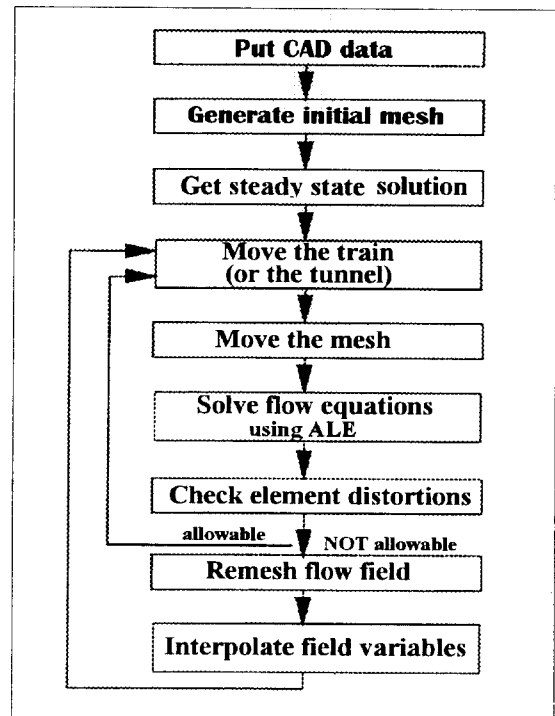 Put CAD data
Generate initial mesh
Get steady state solution
Move the train
(or the tunnel)
Move the mesh
Solve flow equations
using ALE
Check element distortions
allowable
NOT allowable
Remesh flow field
Interpolate field variables